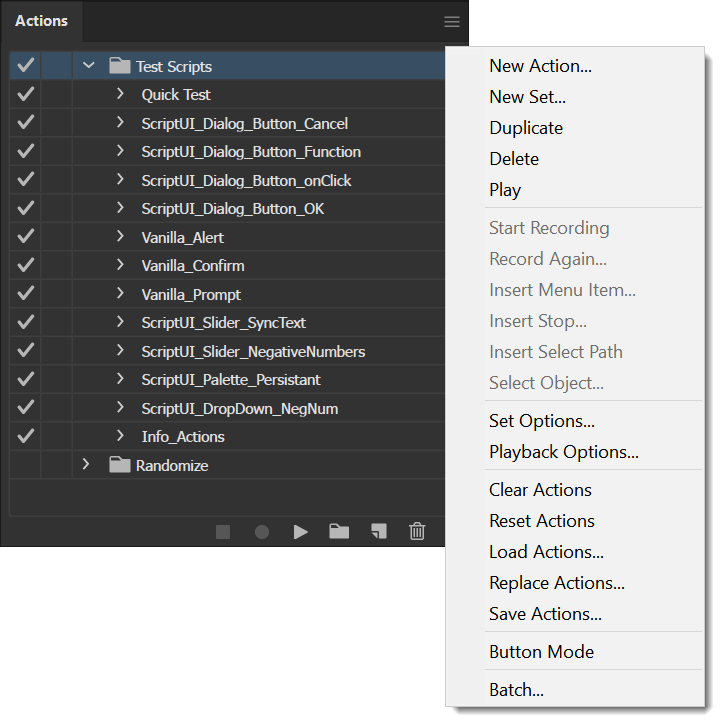 Actions
Test Scripts
Quick Test
ScriptUI_Dialog_Button_Cancel
ScriptUI_Dialog_Button_Function
ScriptUI_Dialog_Button_onClick
ScriptUI_Dialog_Button_OK
Vanilla_Alert
Vanilla_Confirm
Vanilla_Prompt
ScriptUI_Slider_SyncText
ScriptUI_Slider_NegativeNumbers
ScriptUI_Palette_Persistant
ScriptUI_DropDown_NegNum
Info_Actions
Randomize
New Action...
New Set...
Duplicate
Delete
Play
Start Recording
Record Again...
Insert Menu Item...
Insert Stop...
Insert Select Path
Select Object...
Set Options...
Playback Options...
Clear Actions
Reset Actions
Load Actions...
Replace Actions...
Save Actions...
Button Mode
Batch...